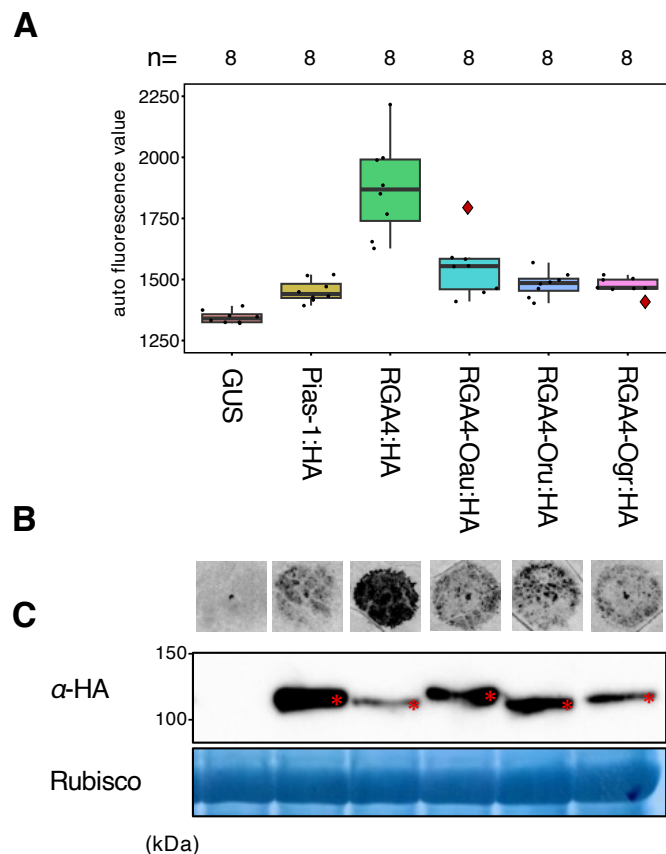 A
n= 8 8 8 8 8 8
auto fluorescence value
2250
2000
1750
1500
1250
GUS
Pias-1:HA
RGA4:HA
RGA4-Oau:HA
RGA4-Oru:HA
RGA4-Ogr:HA
B
C
150
α-HA
100
Rubisco
(kDa)